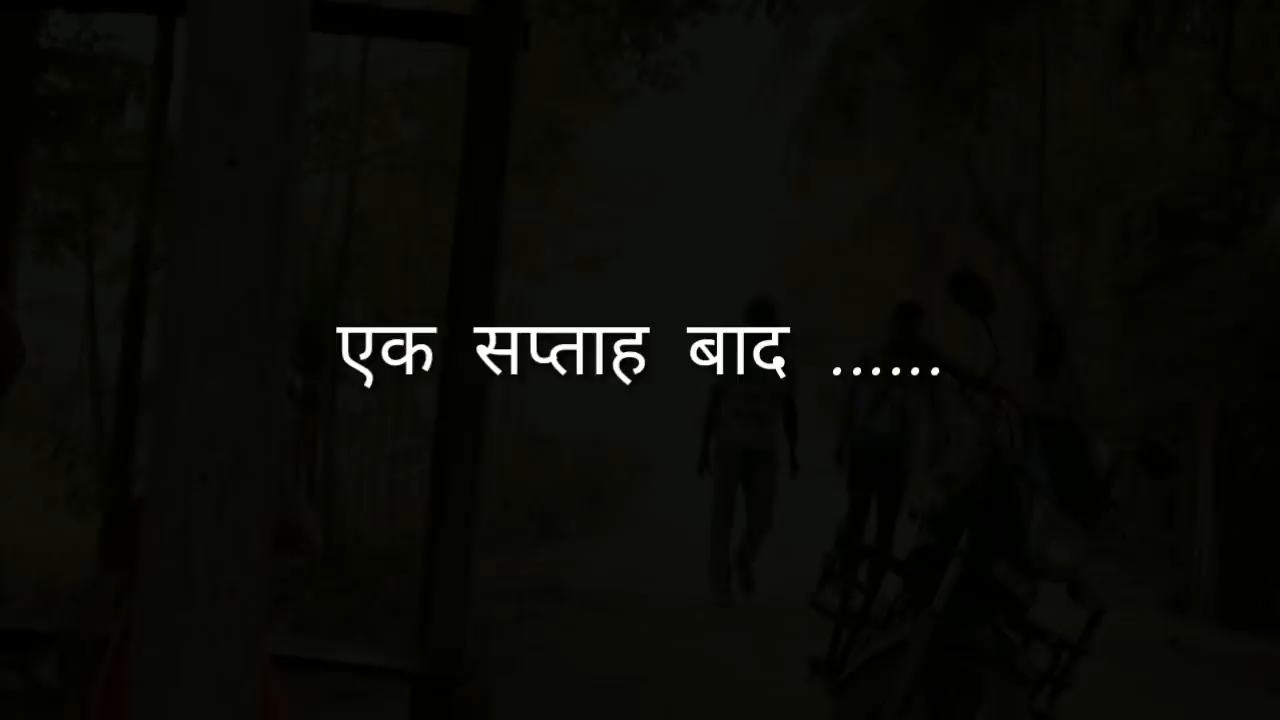 एक सप्ताह बाद ......